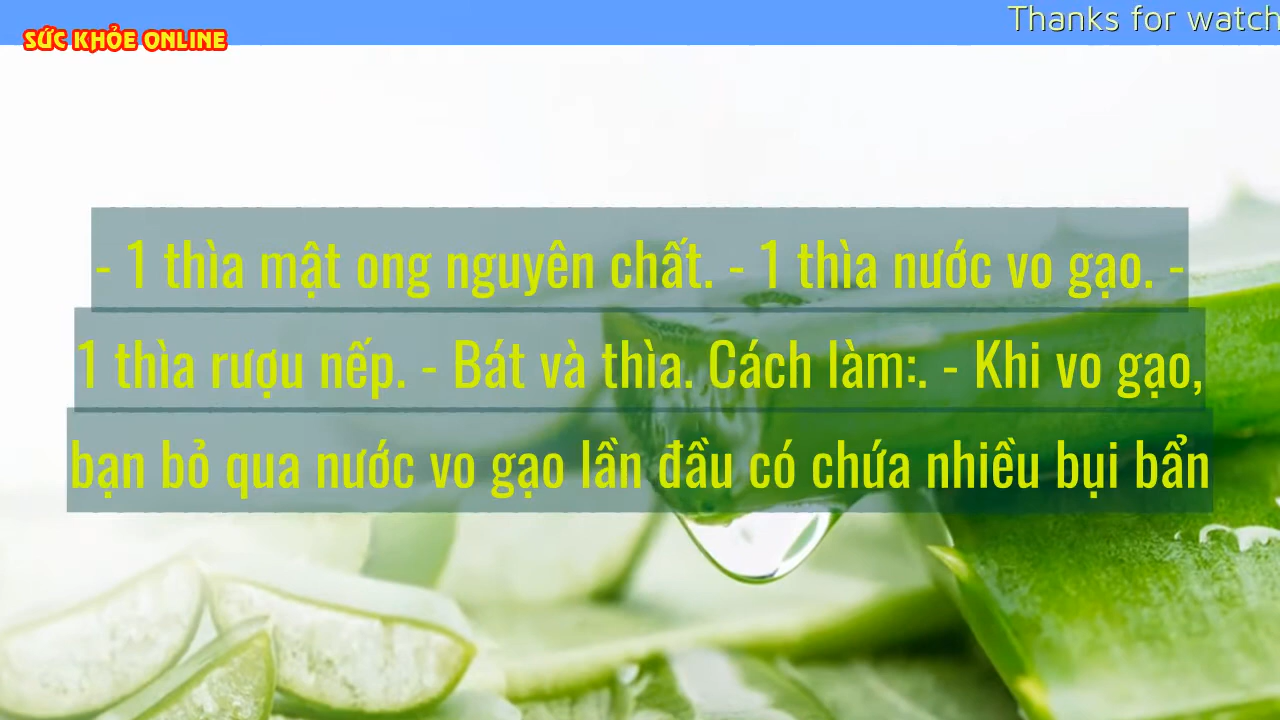 Thanks for watch
SỨC KHỎE ONLINE
- 1 thìa mật ong nguyên chất. - 1 thìa nước vo gạo. -
1 thìa rượu nếp. - Bát và thìa. Cách làm:. - Khi vo gạo,
bạn bỏ qua nước vo gạo lần đầu có chứa nhiều bụi bẩn